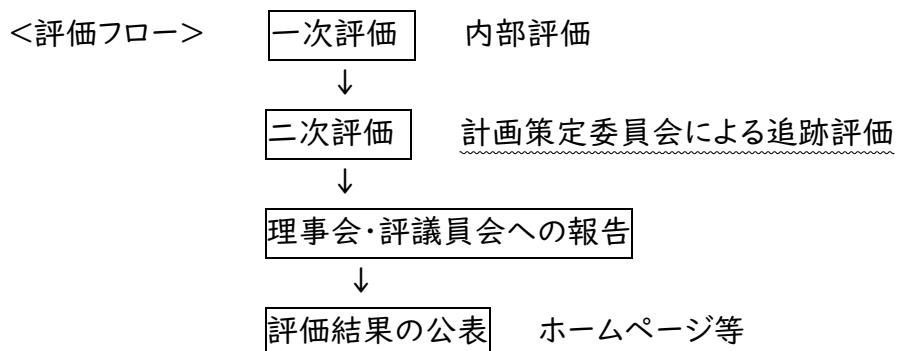 <評価フロー> 一次評価 内部評価
↓
二次評価 計画策定委員会による追跡評価
↓
理事会・評議員会への報告
↓
評価結果の公表 ホームページ等